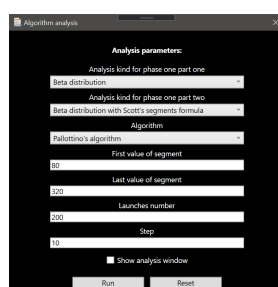 Algorithm analysis
Analysis parameters:
Analysis kind for phase one part one
Beta distribution
Analysis kind for phase one part two
Beta distribution with Scott's segments formula
Algorithm
Pallottino's algorithm
First value of segment
80
Last value of segment
320
Launches number
200
Step
10
Show analysis window
Run Reset